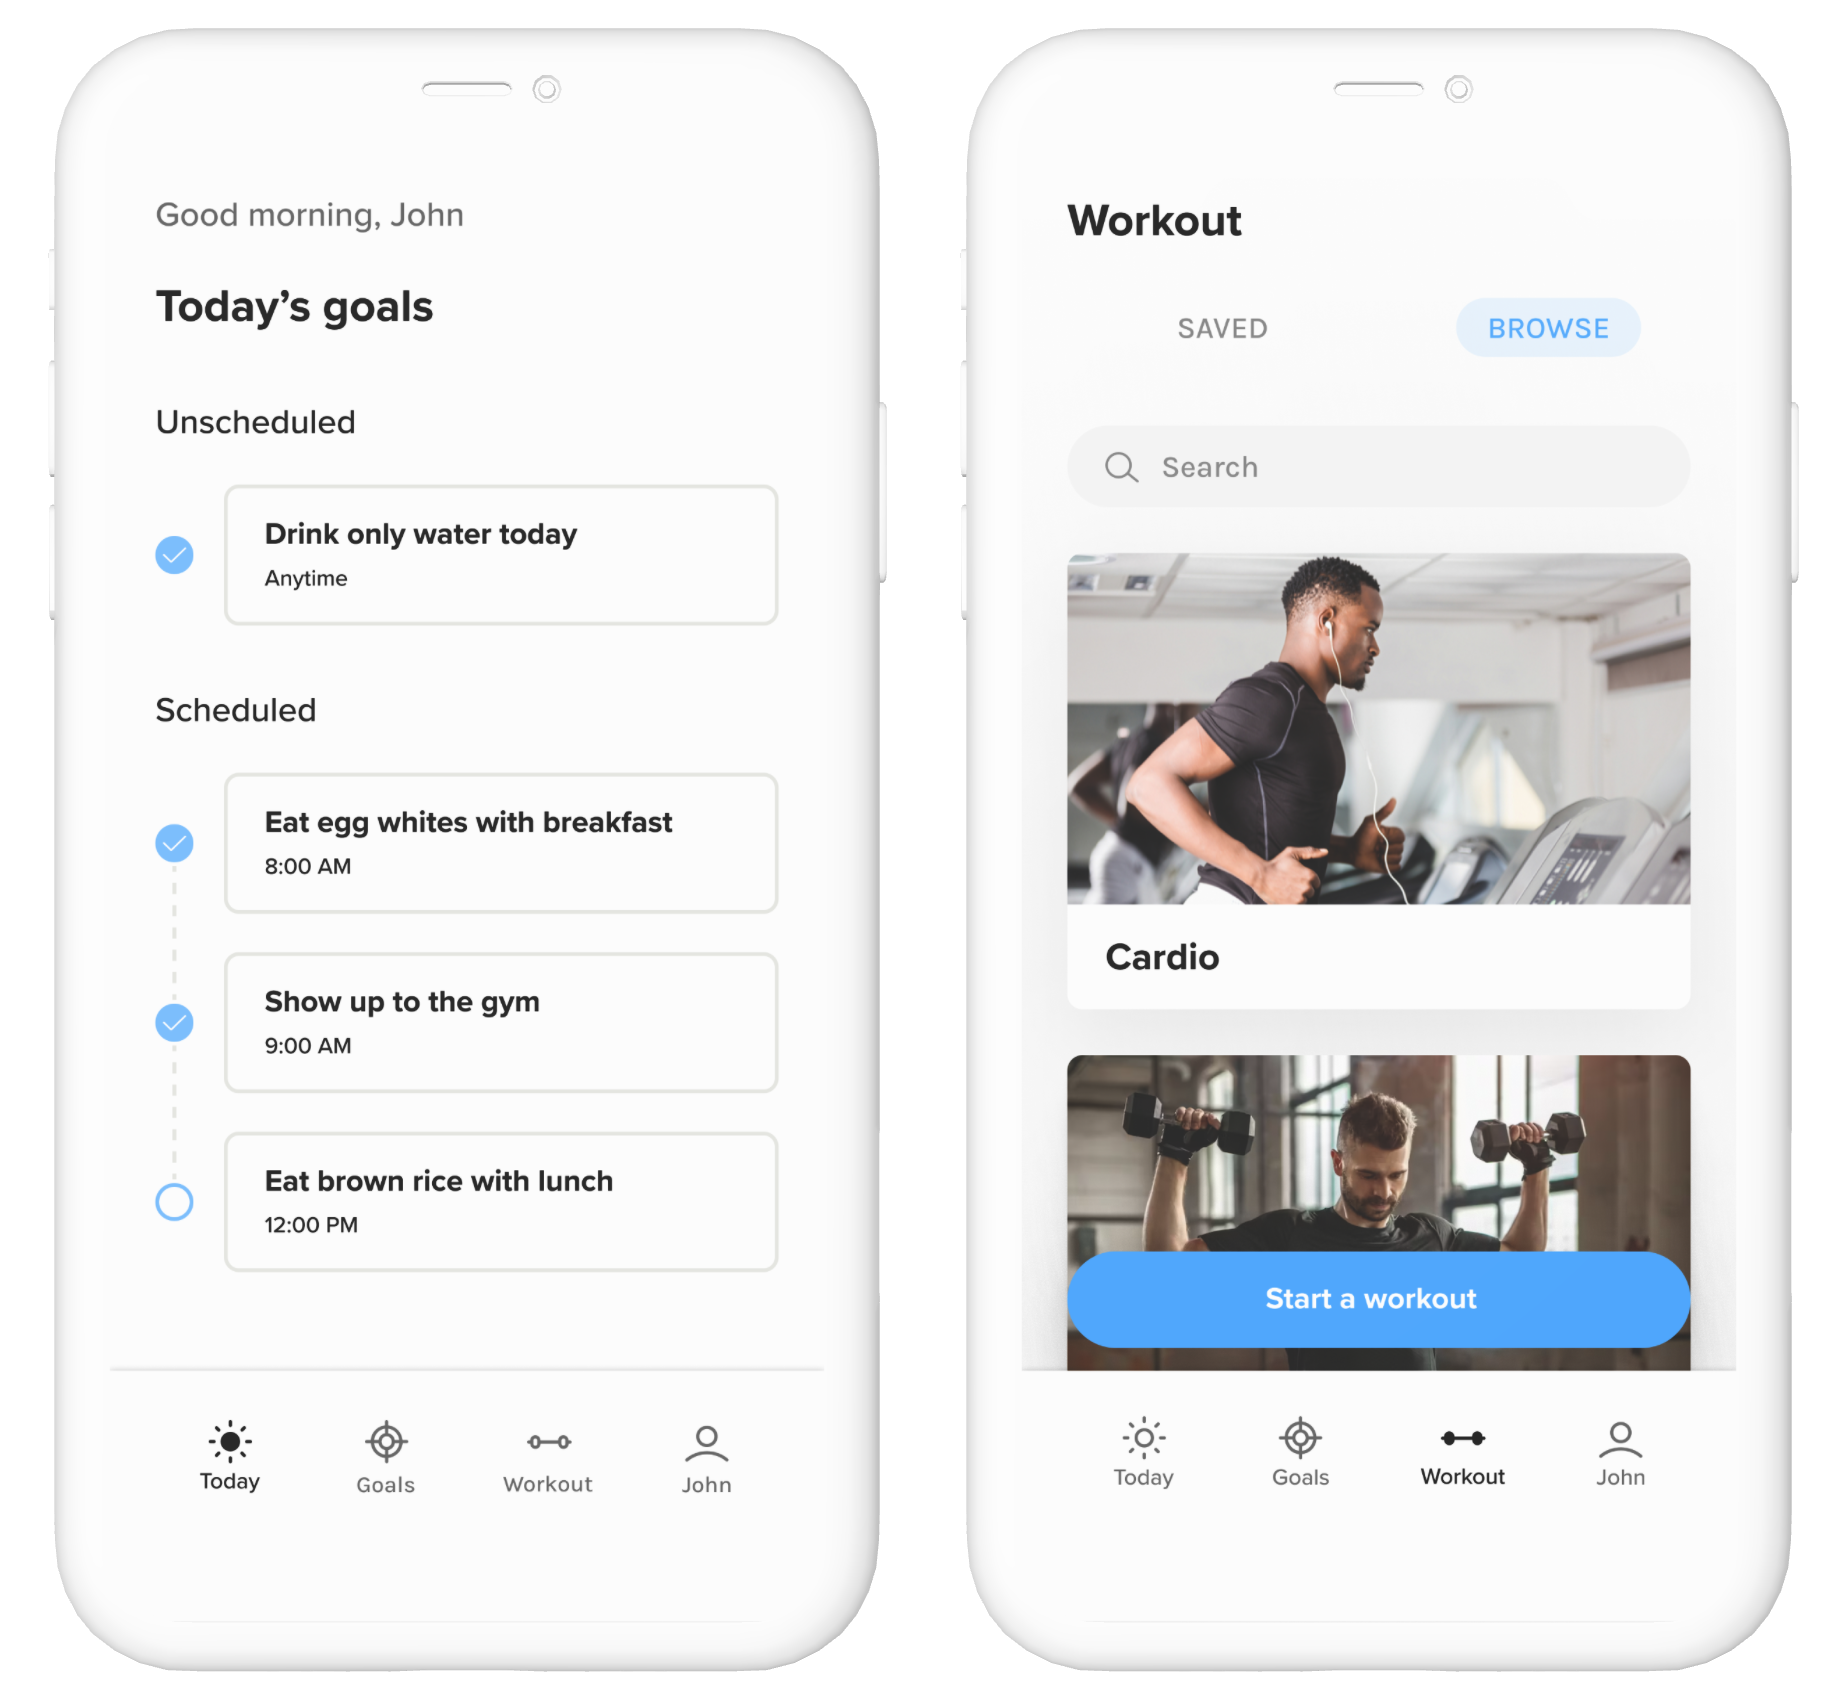 Good morning, John
Today’s goals
Unscheduled
Drink only water today
Anytime
Scheduled
Eat egg whites with breakfast
8:00 AM
Show up to the gym
9:00 AM
Eat brown rice with lunch
12:00 PM
Today
Goals
Workout
John
Workout
SAVED
BROWSE
Search
Cardio
Start a workout
Today
Goals
Workout
John